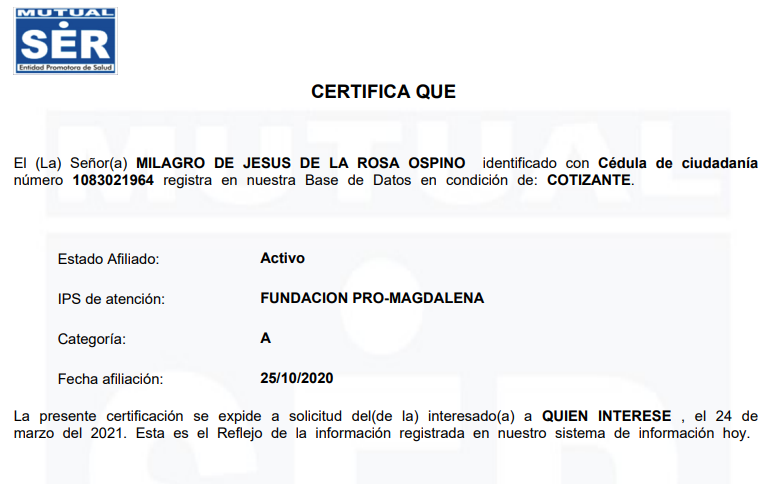 MUTUAL
SER
Entidad Promotora de Salud
CERTIFICA QUE
El (La) Señor(a) MILAGRO DE JESUS DE LA ROSA OSPINO identificado con Cédula de ciudadanía
número 1083021964 registra en nuestra Base de Datos en condición de: COTIZANTE.
Estado Afiliado: Activo
IPS de atención: FUNDACION PRO-MAGDALENA
Categoría: A
Fecha afiliación: 25/10/2020
La presente certificación se expide a solicitud del(de la) interesado(a) a QUIEN INTERESE , el 24 de
marzo del 2021. Esta es el Reflejo de la información registrada en nuestro sistema de información hoy.
MUTUAL
SER